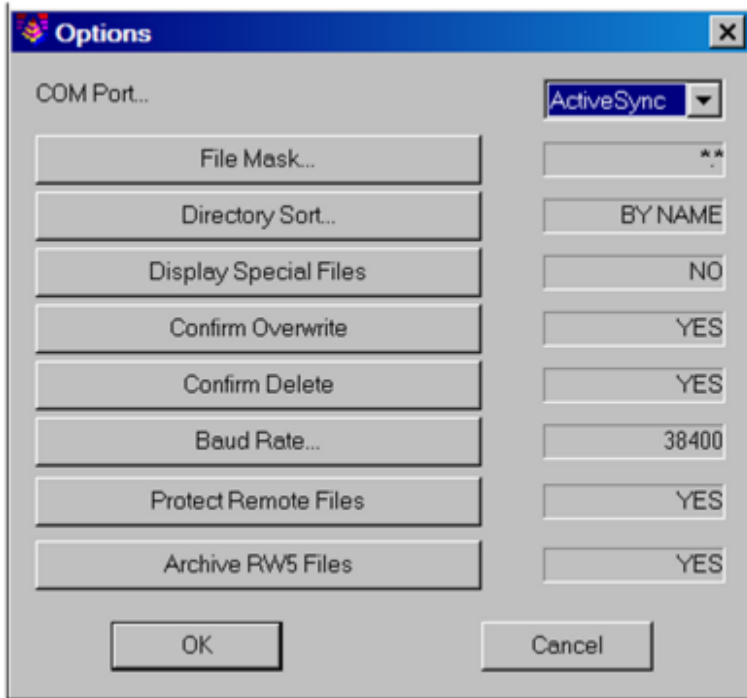 Options
COM Port... ActiveSync
File Mask... *.*
Directory Sort... BY NAME
Display Special Files NO
Confirm Overwrite YES
Confirm Delete YES
Baud Rate... 38400
Protect Remote Files YES
Archive RW5 Files YES
OK Cancel